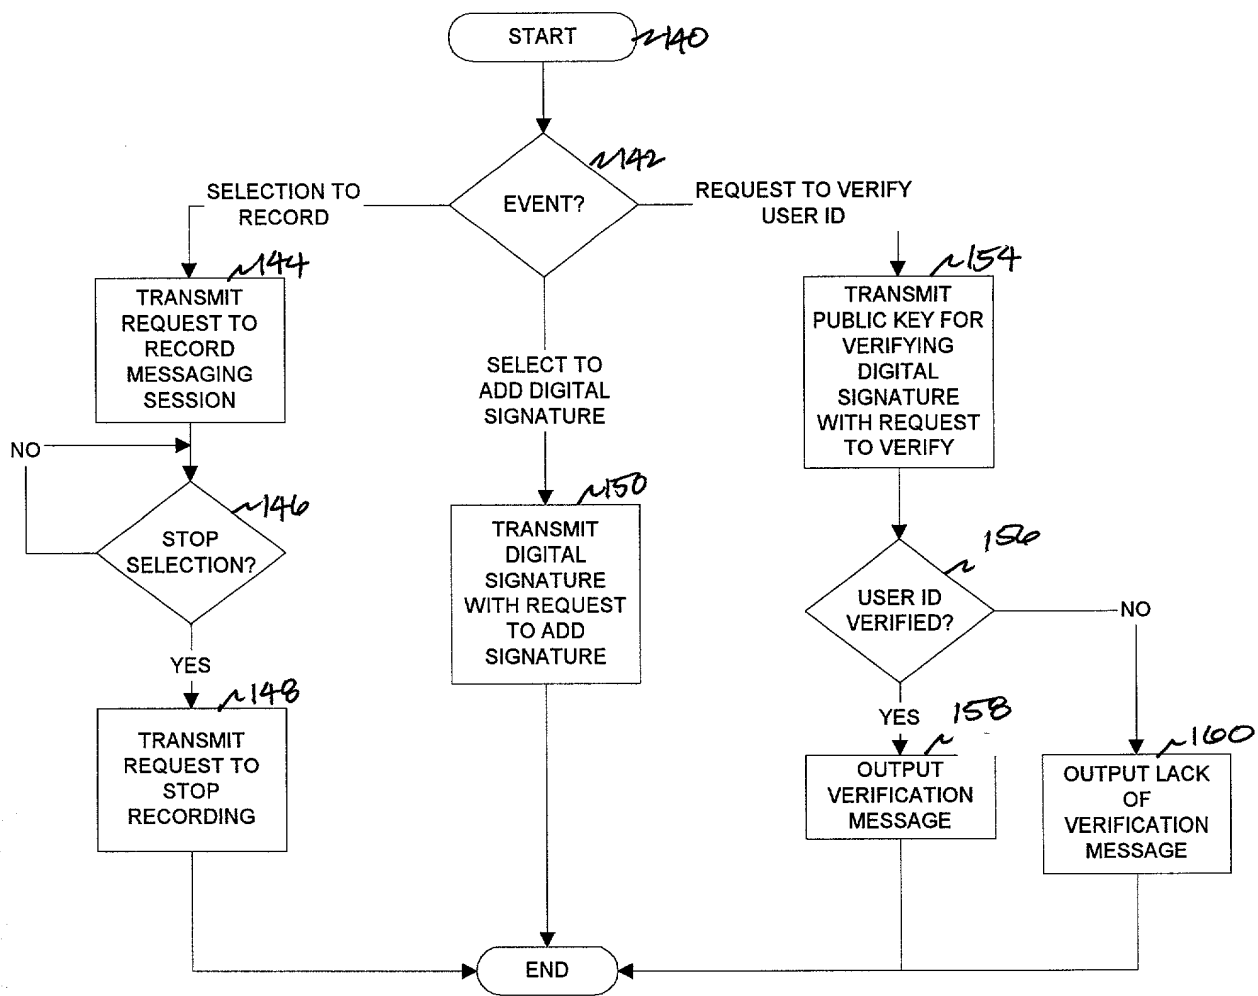 START
140
142
EVENT?
SELECTION TO
RECORD
REQUEST TO VERIFY
USER ID
144
TRANSMIT
REQUEST TO
RECORD
MESSAGING
SESSION
154
TRANSMIT
PUBLIC KEY FOR
VERIFYING
DIGITAL
SIGNATURE
WITH REQUEST
TO VERIFY
SELECT TO
ADD DIGITAL
SIGNATURE
NO
146
STOP
SELECTION?
150
TRANSMIT
DIGITAL
SIGNATURE
WITH REQUEST
TO ADD
SIGNATURE
156
USER ID
VERIFIED?
NO
YES
148
TRANSMIT
REQUEST TO
STOP
RECORDING
YES
158
OUTPUT
VERIFICATION
MESSAGE
160
OUTPUT LACK
OF
VERIFICATION
MESSAGE
END